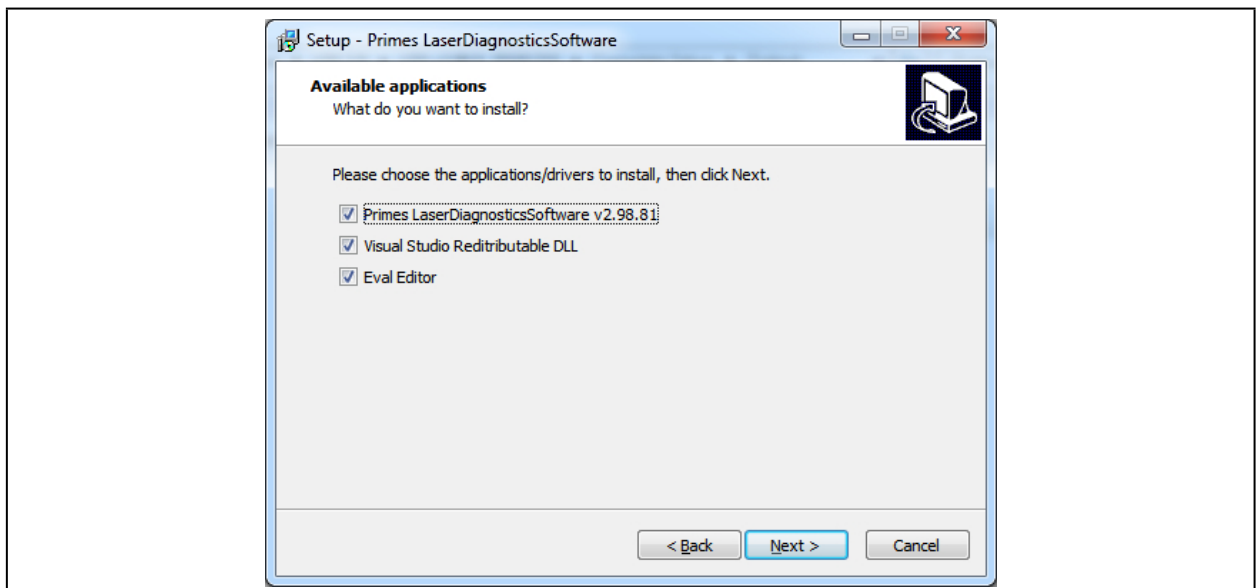 Setup - Primes LaserDiagnosticsSoftware
Available applications
What do you want to install?
Please choose the applications/drivers to install, then click Next.
Primes LaserDiagnosticsSoftware v2.98.81
Visual Studio Reditributable DLL
Eval Editor
< Back Next > Cancel